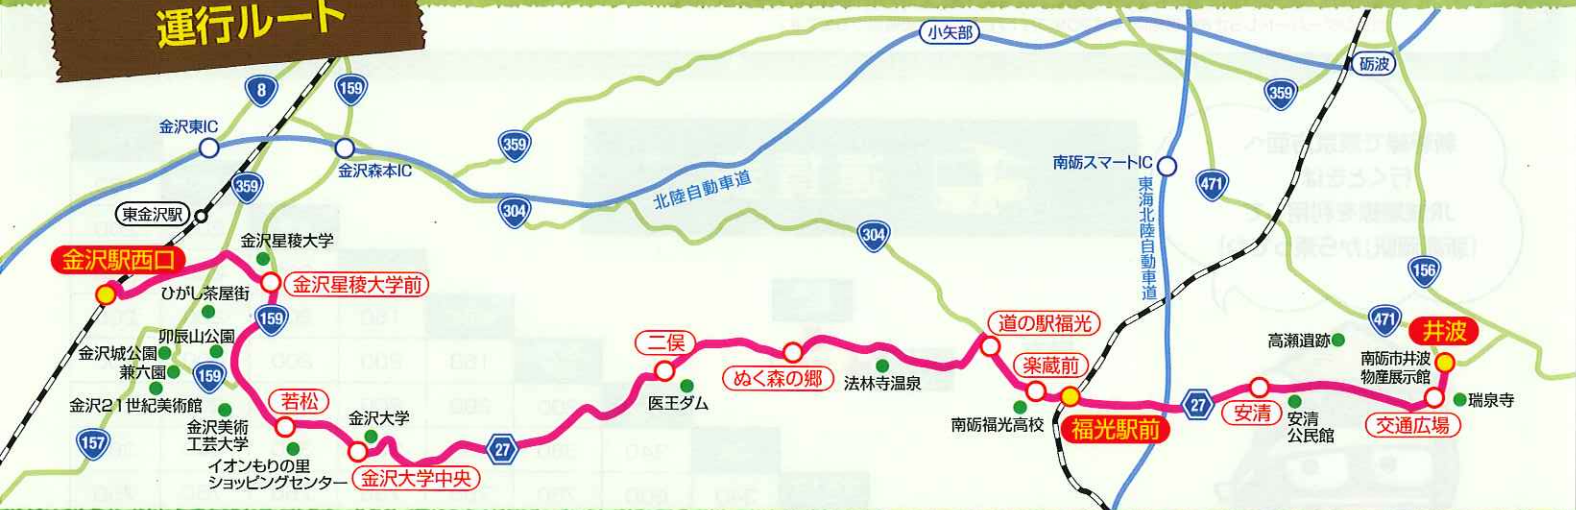 運行ルート
8
159
359
金沢東IC
金沢森本IC
359
304
北陸自動車道
小矢部
砺波
359
南砺スマートIC
東海北陸自動車道
471
304
156
471
東金沢駅
金沢駅西口
金沢星稜大学
金沢星稜大学前
159
ひがし茶屋街
卯辰山公園
金沢城公園
兼六園
159
金沢21世紀美術館
金沢美術
工芸大学
157
若松
イオンもりの里
ショッピングセンター
金沢大学
金沢大学中央
27
二俣
医王ダム
ぬく森の郷
法林寺温泉
道の駅福光
楽蔵前
南砺福光高校
福光駅前
27
安清
安清
公民館
高瀬遺跡
井波
南砺市井波
物産展示館
交通広場
瑞泉寺